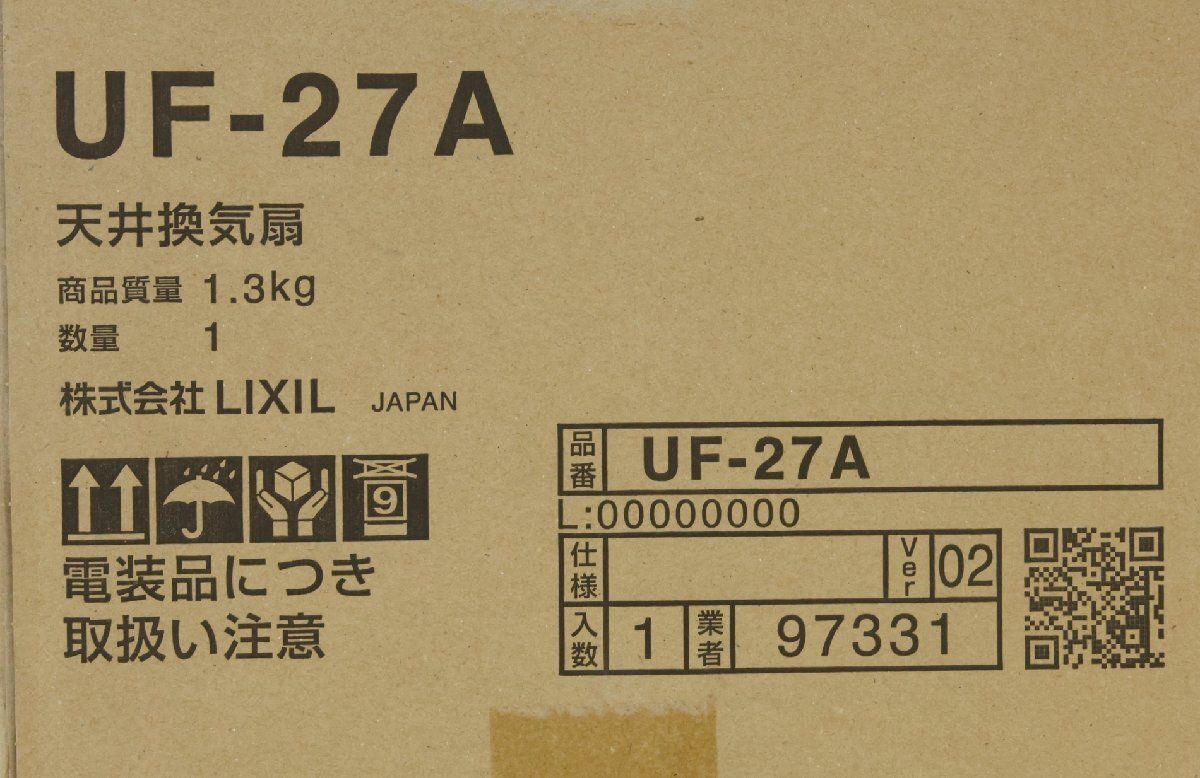 UF-27A
天井換気扇
商品質量 1.3kg
数量 1
株式会社 LIXIL JAPAN
9
電装品につき
取扱い注意
品番 UF-27A
L:00000000
仕様 Ver 02
入数 1 業者 97331